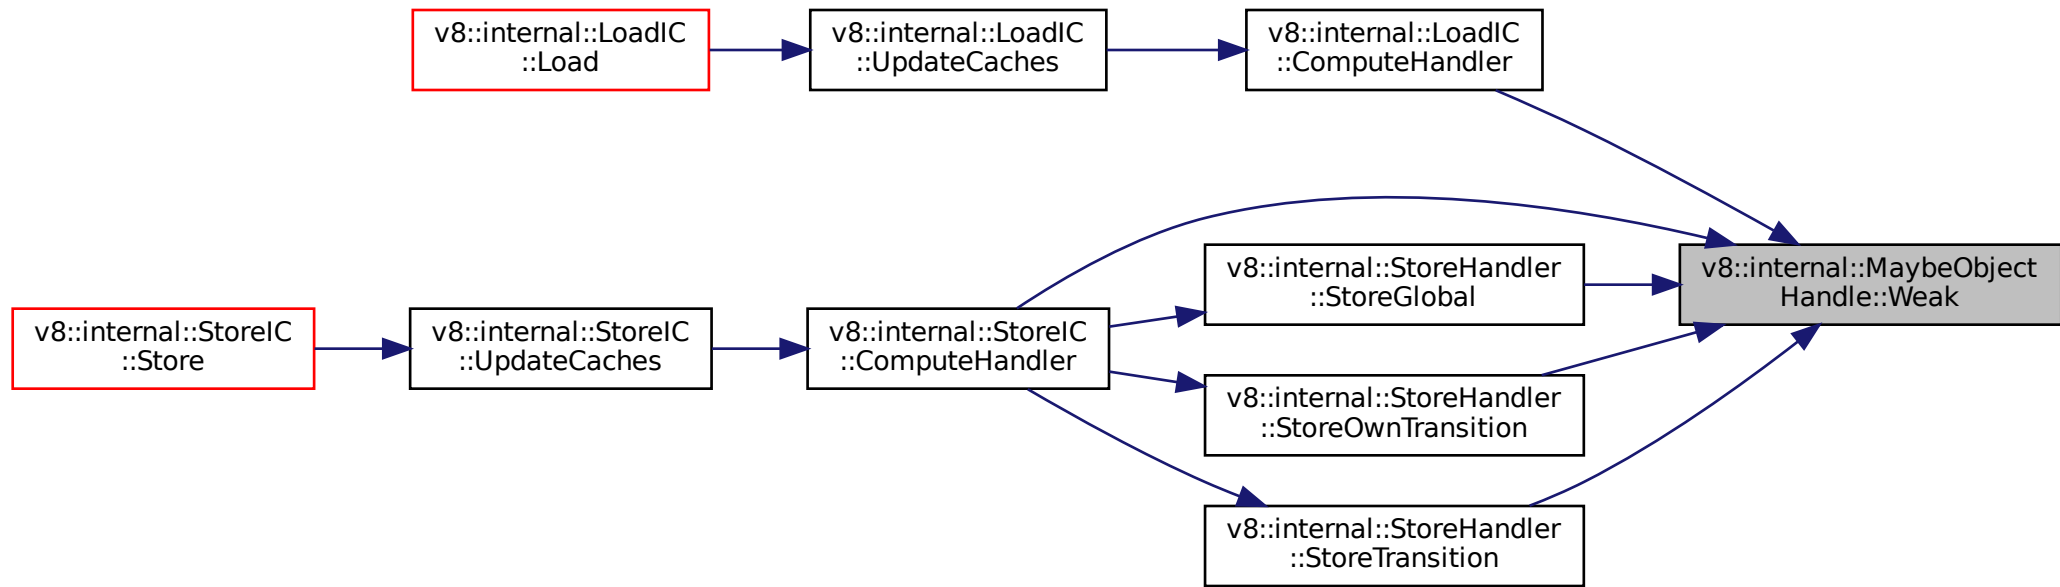 v8::internal::LoadIC
::Load
v8::internal::LoadIC
::UpdateCaches
v8::internal::LoadIC
::ComputeHandler
v8::internal::StoreHandler
::StoreGlobal
v8::internal::MaybeObject
Handle::Weak
v8::internal::StoreIC
::Store
v8::internal::StoreIC
::UpdateCaches
v8::internal::StoreIC
::ComputeHandler
v8::internal::StoreHandler
::StoreOwnTransition
v8::internal::StoreHandler
::StoreTransition